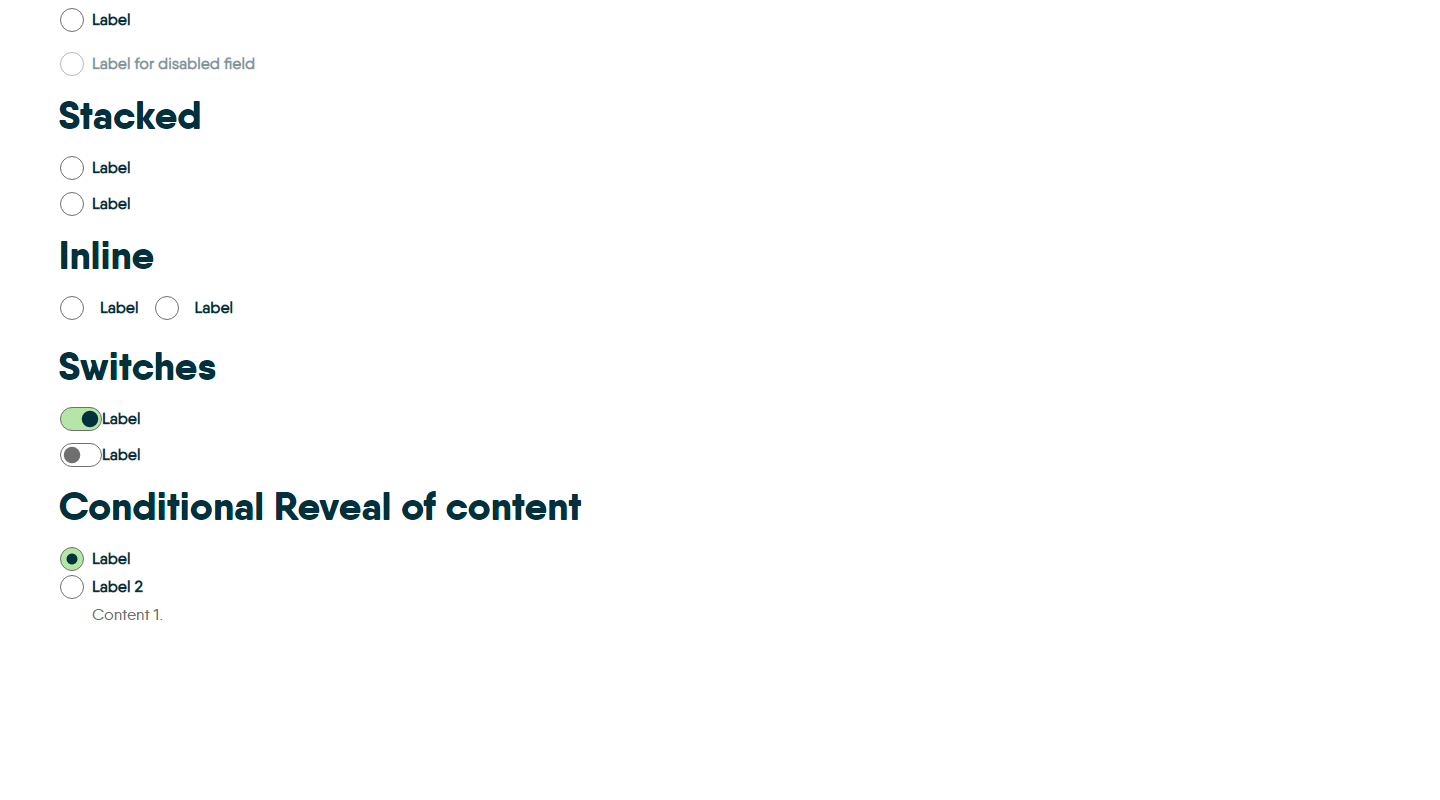 Label
Label for disabled field
Stacked
Label
Label
Inline
Label Label
Switches
Label
Label
Conditional Reveal of content
Label
Label 2
Content 1.